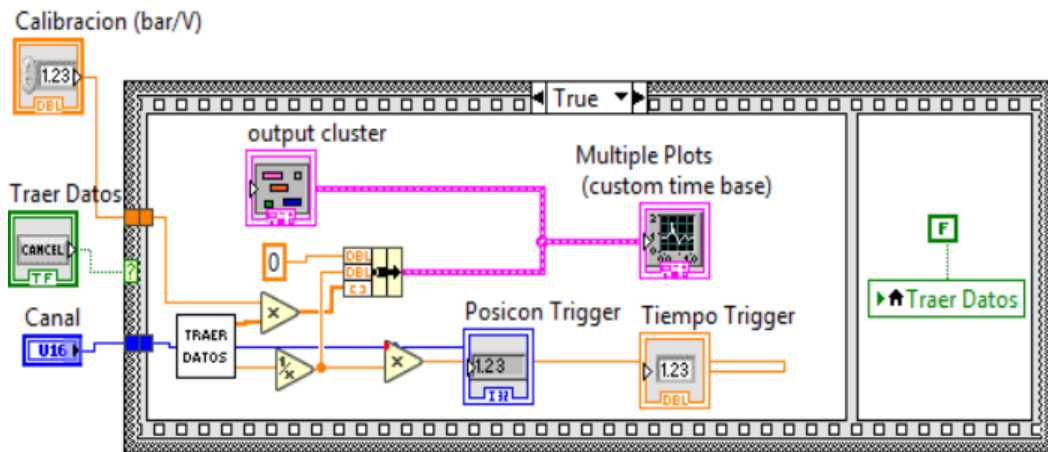 Calibracion (bar/V)
1.23
DBL
True
output cluster
Multiple Plots
(custom time base)
Traer Datos
CANCEL
TF
?
0
DBL
DBL
x
F
Traer Datos
Canal
U16
TRAER
DATOS
1/x
x
Posicon Trigger
1.23
I32
Tiempo Trigger
1.23
DBL